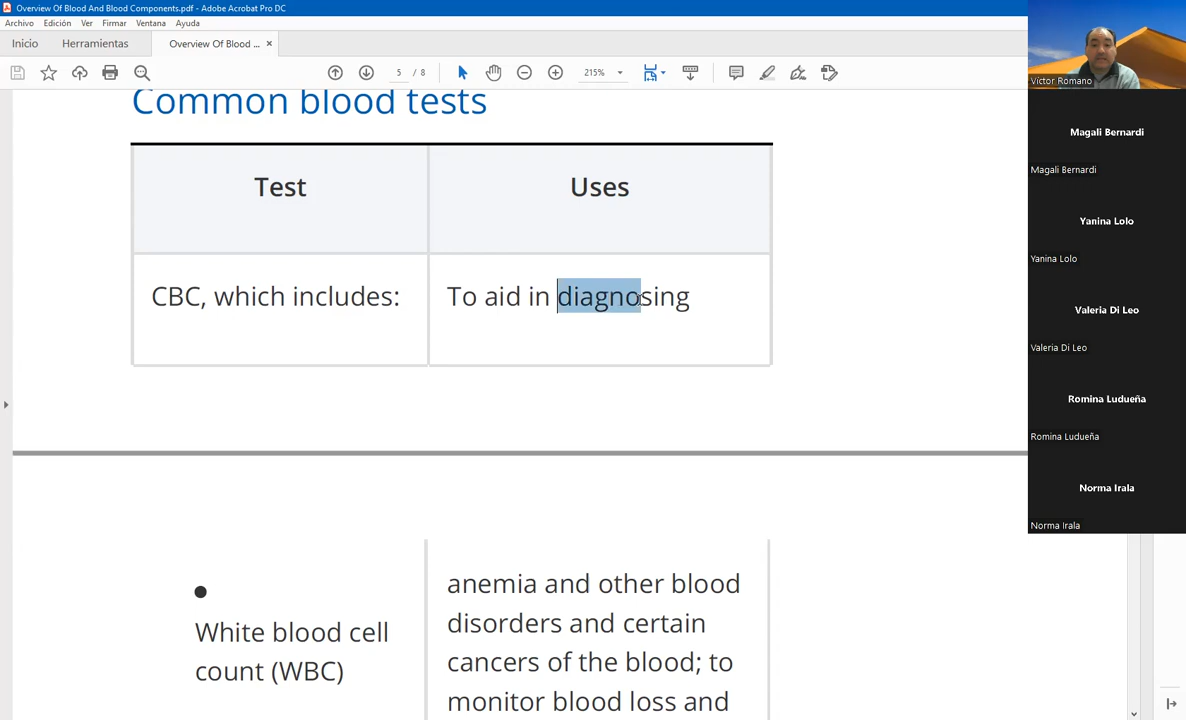 Overview Of Blood And Blood Components.pdf - Adobe Acrobat Pro DC
Archivo Edición Ver Firmar Ventana Ayuda
Inicio Herramientas Overview Of Blood ... ×
5 / 8 215%
Common blood tests
Test Uses
CBC, which includes: To aid in diagnosing
White blood cell
count (WBC)
anemia and other blood
disorders and certain
cancers of the blood; to
monitor blood loss and
Víctor Romano
Magali Bernardi
Magali Bernardi
Yanina Lolo
Yanina Lolo
Valeria Di Leo
Valeria Di Leo
Romina Ludueña
Romina Ludueña
Norma Irala
Norma Irala